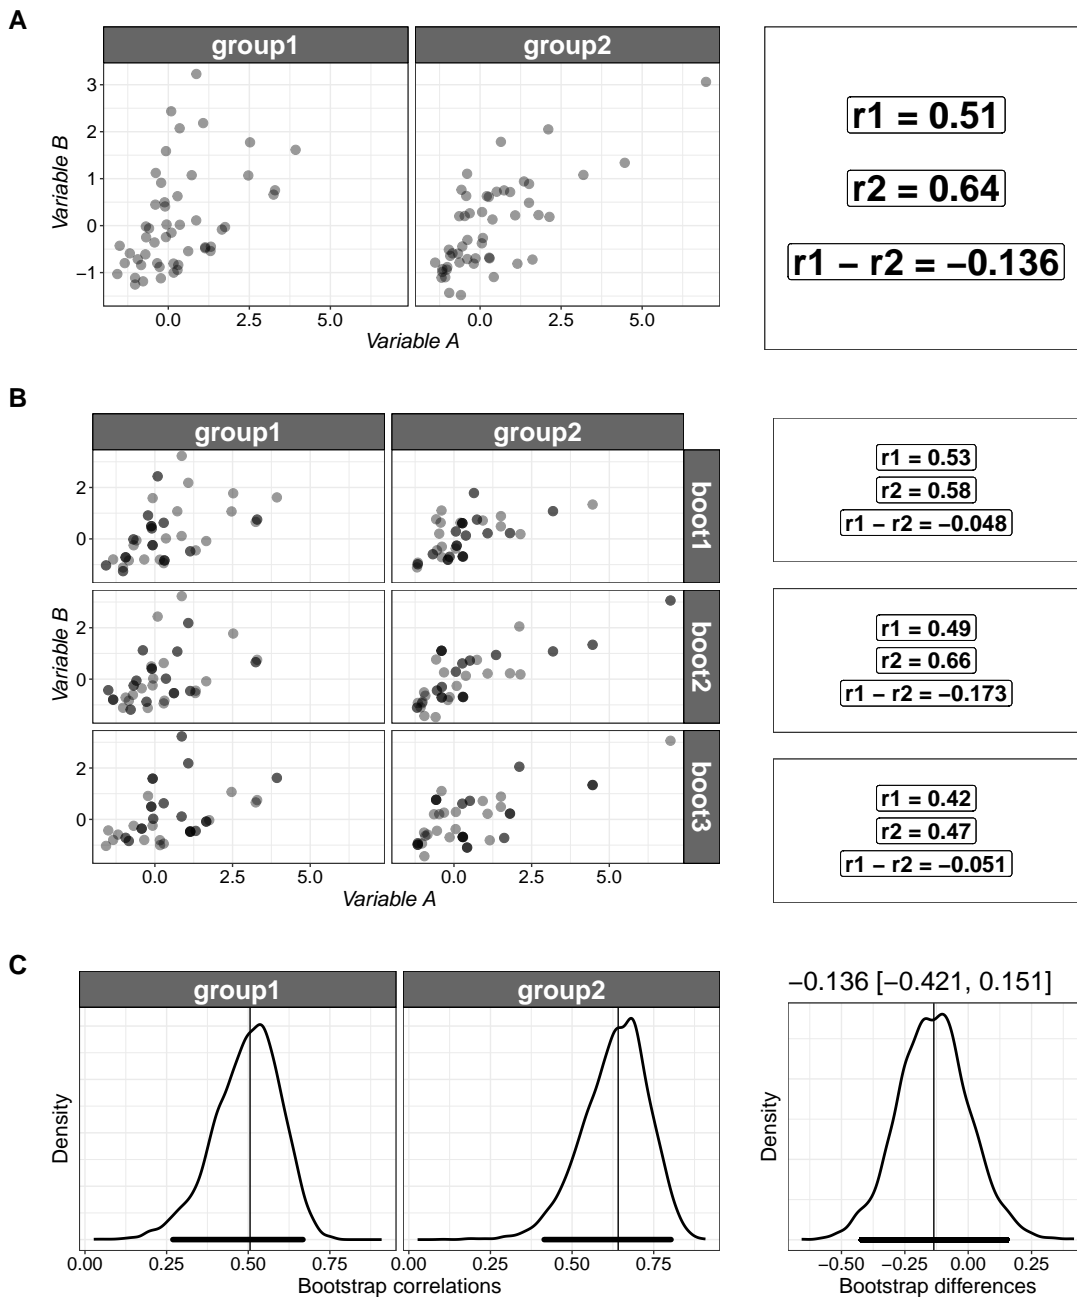 A
group1
group2
Variable B
3
2
1
0
−1
0.0
2.5
5.0
0.0
2.5
5.0
Variable A
r1 = 0.51
r2 = 0.64
r1 − r2 = −0.136
B
group1
group2
Variable B
2
0
boot1
2
0
boot2
2
0
boot3
0.0
2.5
5.0
0.0
2.5
5.0
Variable A
r1 = 0.53
r2 = 0.58
r1 − r2 = −0.048
r1 = 0.49
r2 = 0.66
r1 − r2 = −0.173
r1 = 0.42
r2 = 0.47
r1 − r2 = −0.051
C
group1
group2
Density
0.00
0.25
0.50
0.75
0.00
0.25
0.50
0.75
Bootstrap correlations
−0.136 [−0.421, 0.151]
Density
−0.50
−0.25
0.00
0.25
Bootstrap differences